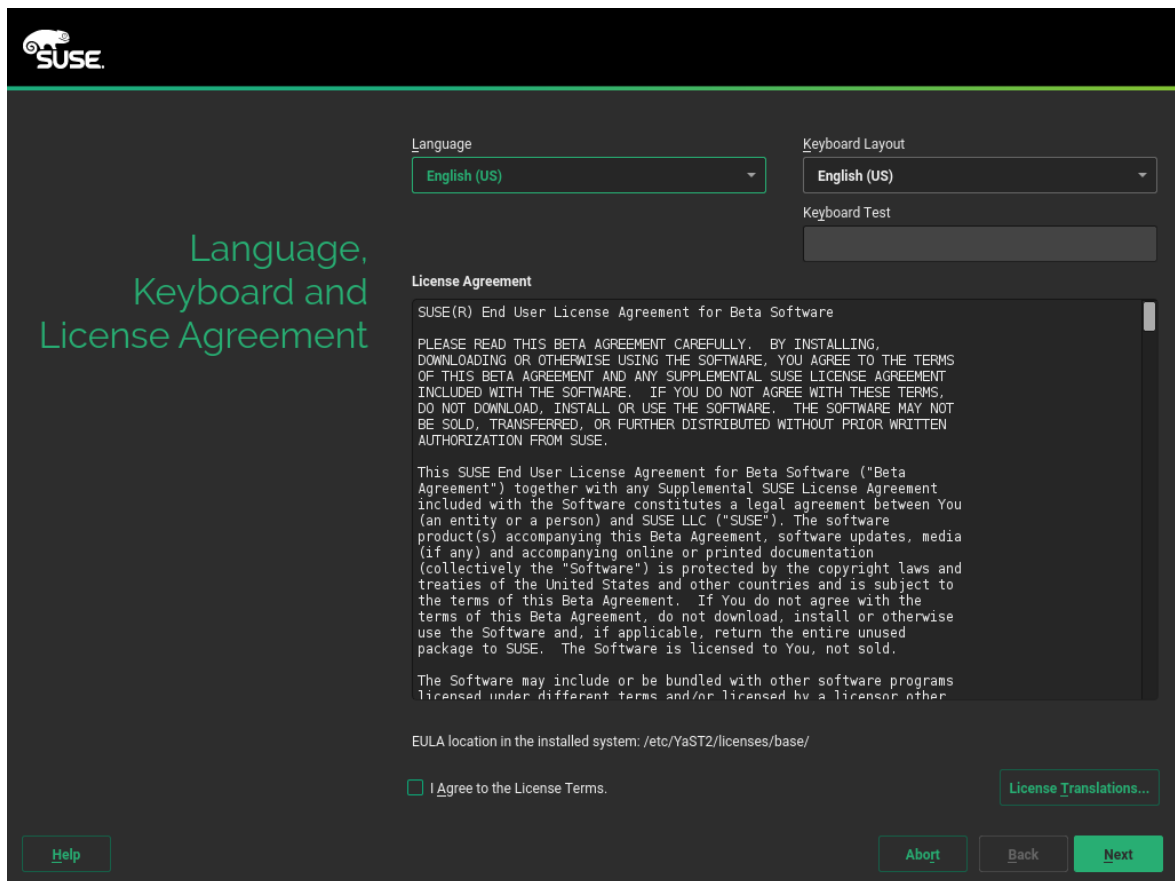 SUSE.
Language
Keyboard Layout
English (US)
English (US)
Keyboard Test
Language,
Keyboard and
License Agreement
License Agreement
SUSE(R) End User License Agreement for Beta Software
PLEASE READ THIS BETA AGREEMENT CAREFULLY.  BY INSTALLING,
DOWNLOADING OR OTHERWISE USING THE SOFTWARE, YOU AGREE TO THE TERMS
OF THIS BETA AGREEMENT AND ANY SUPPLEMENTAL SUSE LICENSE AGREEMENT
INCLUDED WITH THE SOFTWARE.  IF YOU DO NOT AGREE WITH THESE TERMS,
DO NOT DOWNLOAD, INSTALL OR USE THE SOFTWARE.  THE SOFTWARE MAY NOT
BE SOLD, TRANSFERRED, OR FURTHER DISTRIBUTED WITHOUT PRIOR WRITTEN
AUTHORIZATION FROM SUSE.
This SUSE End User License Agreement for Beta Software ("Beta
Agreement") together with any Supplemental SUSE License Agreement
included with the Software constitutes a legal agreement between You
(an entity or a person) and SUSE LLC ("SUSE"). The software
product(s) accompanying this Beta Agreement, software updates, media
(if any) and accompanying online or printed documentation
(collectively the "Software") is protected by the copyright laws and
treaties of the United States and other countries and is subject to
the terms of this Beta Agreement.  If You do not agree with the
terms of this Beta Agreement, do not download, install or otherwise
use the Software and, if applicable, return the entire unused
package to SUSE.  The Software is licensed to You, not sold.
The Software may include or be bundled with other software programs
licensed under different terms and/or licensed by a licensor other
EULA location in the installed system: /etc/YaST2/licenses/base/
I Agree to the License Terms.
License Translations...
Help
Abort
Back
Next